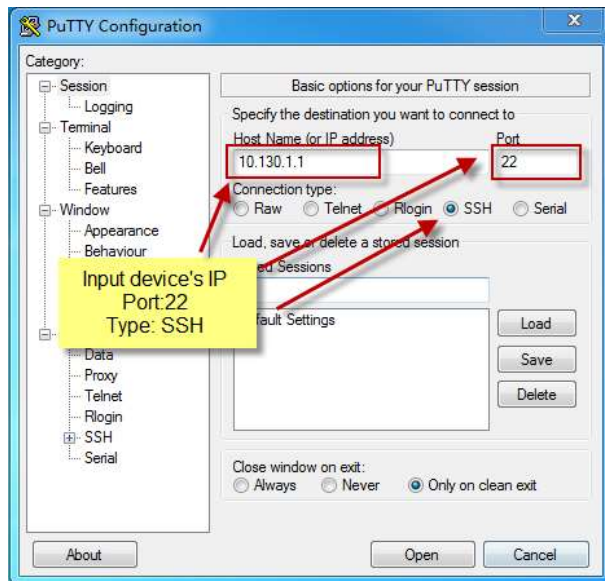 PuTTY Configuration
Category:
Session
Logging
Terminal
Keyboard
Bell
Features
Window
Appearance
Behaviour
Data
Proxy
Telnet
Rlogin
SSH
Serial
Basic options for your PuTTY session
Specify the destination you want to connect to
Host Name (or IP address) Port
10.130.1.1 22
Connection type:
Raw Telnet Rlogin SSH Serial
Load, save or delete a stored session
Sessions
Input device's IP
Port:22
Type: SSH
Settings
Load
Save
Delete
Close window on exit:
Always Never Only on clean exit
About Open Cancel